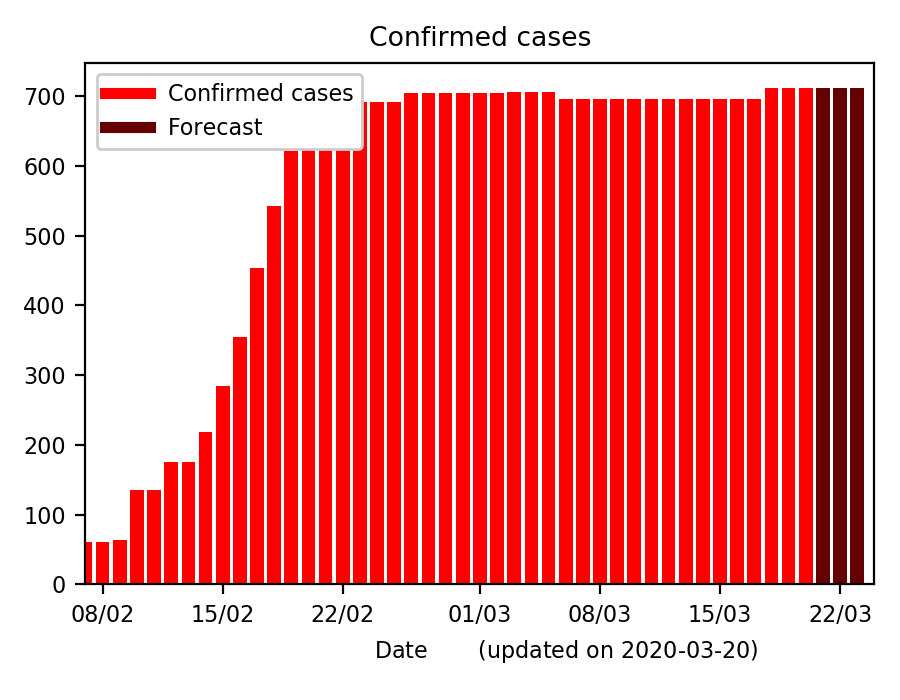 Confirmed cases
Confirmed cases
Forecast
700
600
500
400
300
200
100
0
08/02 15/02 22/02 01/03 08/03 15/03 22/03
Date (updated on 2020-03-20)